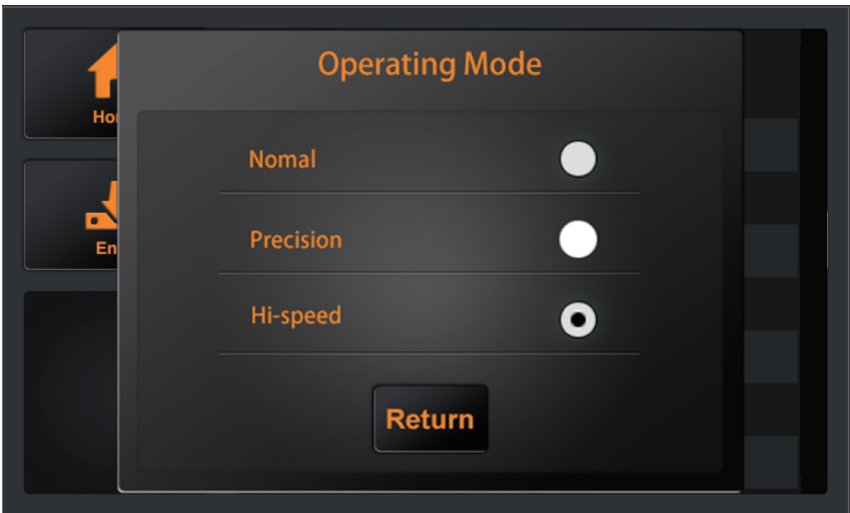 Operating Mode
Nomal
Precision
Hi-speed
Return